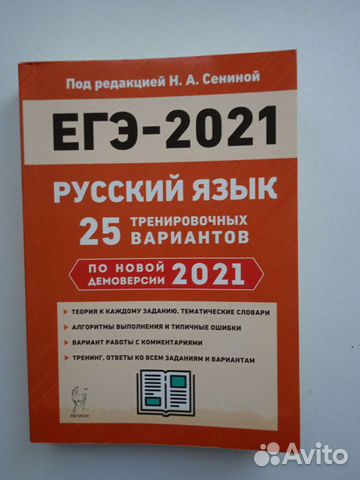 Под редакцией Н. А. Сениной
ЕГЭ-2021
РУССКИЙ ЯЗЫК
25 ТРЕНИРОВОЧНЫХ
ВАРИАНТОВ
ПО НОВОЙ
ДЕМОВЕРСИИ 2021
ТЕОРИЯ К КАЖДОМУ ЗАДАНИЮ, ТЕМАТИЧЕСКИЕ СЛОВАРИ
АЛГОРИТМЫ ВЫПОЛНЕНИЯ И ТИПИЧНЫЕ ОШИБКИ
ВАРИАНТ РАБОТЫ С КОММЕНТАРИЯМИ
ТРЕНИНГ, ОТВЕТЫ КО ВСЕМ ЗАДАНИЯМ И ВАРИАНТАМ
ЛЕГИОН
Avito